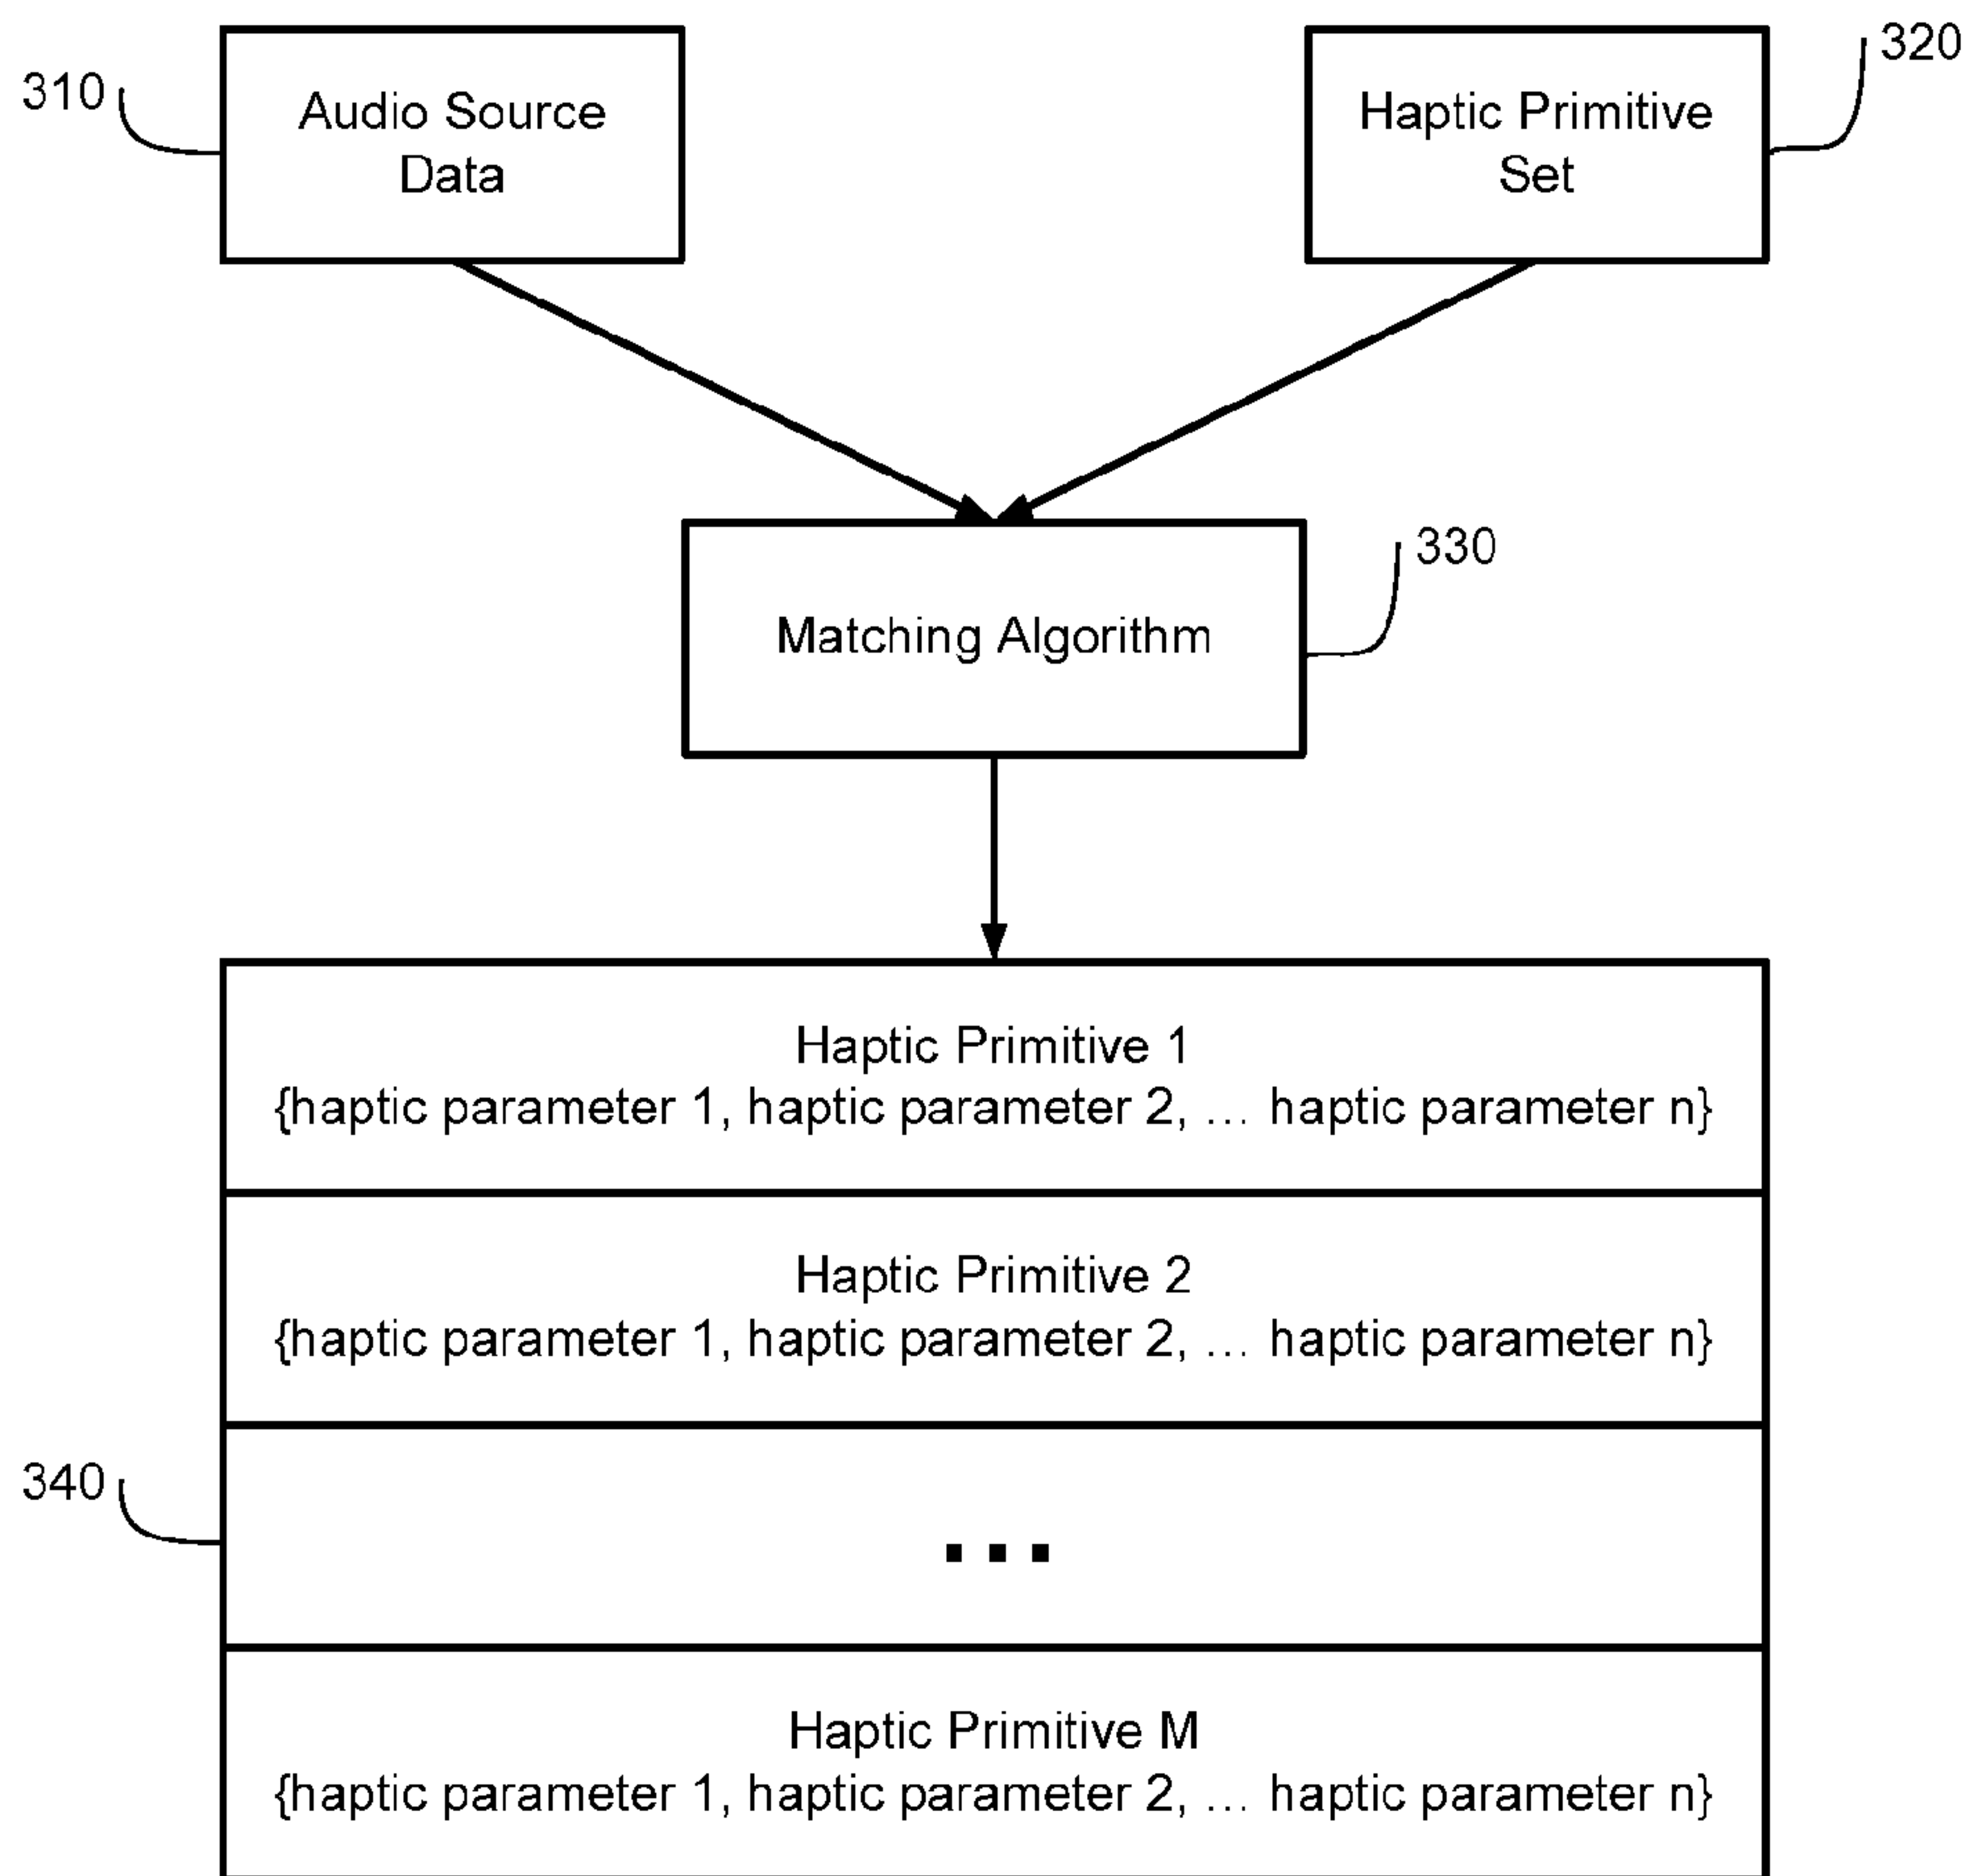 310
Audio Source
Data
Haptic Primitive
Set
320
Matching Algorithm
330
Haptic Primitive 1
{haptic parameter 1, haptic parameter 2, ... haptic parameter n}
Haptic Primitive 2
{haptic parameter 1, haptic parameter 2, ... haptic parameter n}
340
...
Haptic Primitive M
{haptic parameter 1, haptic parameter 2, ... haptic parameter n}